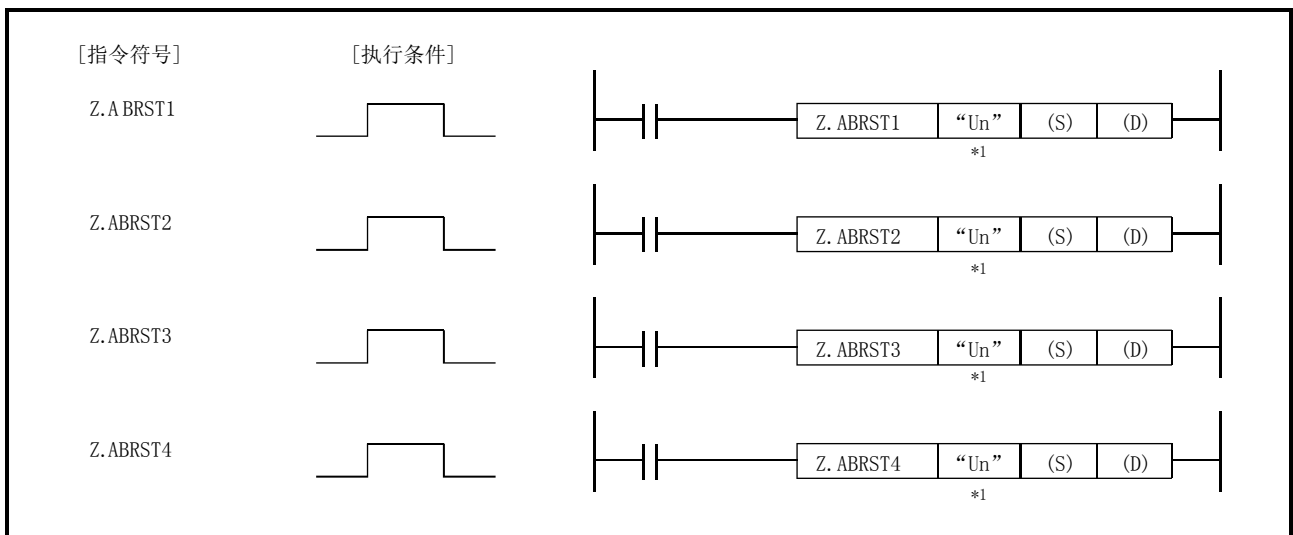 [指令符号] [执行条件]
Z.A BRST1
Z.ABRST1 “Un” (S) (D)
*1
Z.ABRST2
Z.ABRST2 “Un” (S) (D)
*1
Z.ABRST3
Z.ABRST3 “Un” (S) (D)
*1
Z.ABRST4
Z.ABRST4 “Un” (S) (D)
*1